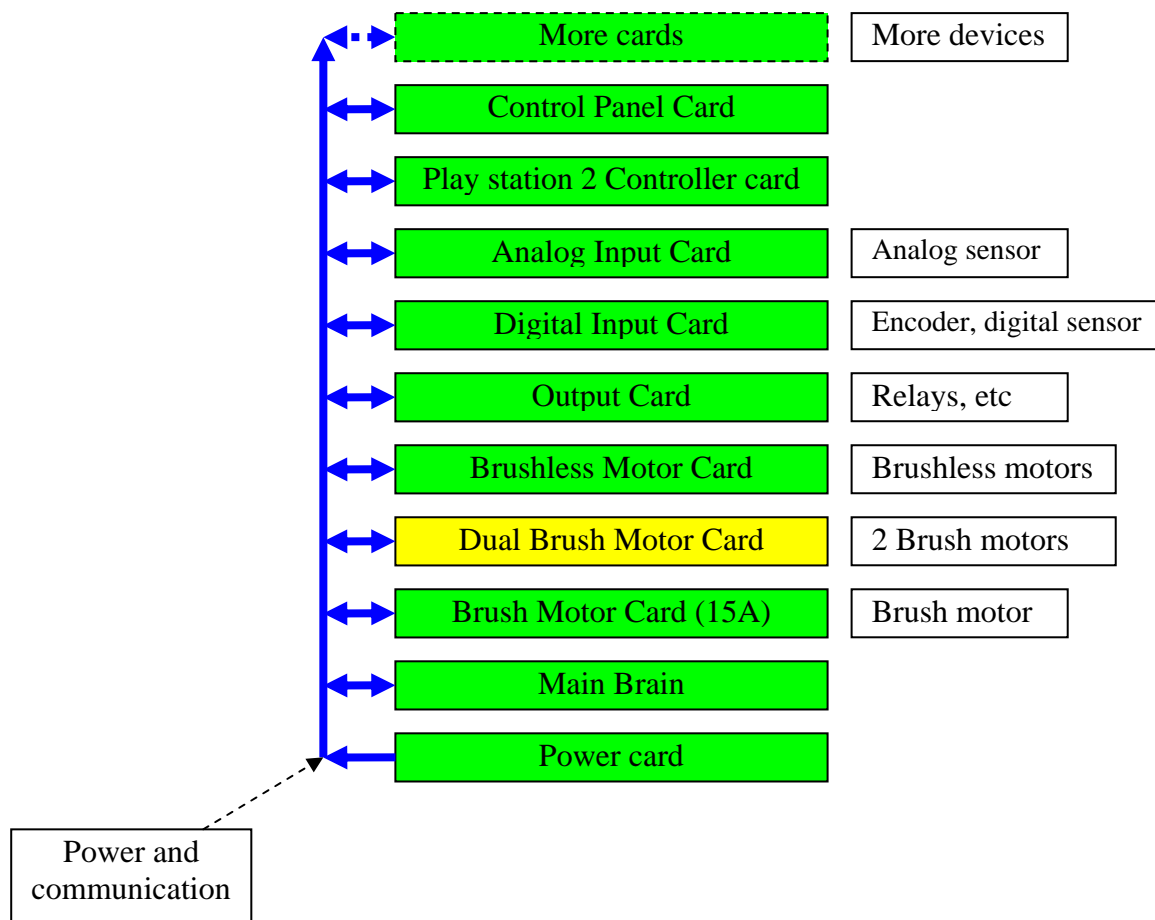 More cards
More devices
Control Panel Card
Play station 2 Controller card
Analog Input Card
Analog sensor
Digital Input Card
Encoder, digital sensor
Output Card
Relays, etc
Brushless Motor Card
Brushless motors
Dual Brush Motor Card
2 Brush motors
Brush Motor Card (15A)
Brush motor
Main Brain
Power card
Power and
communication